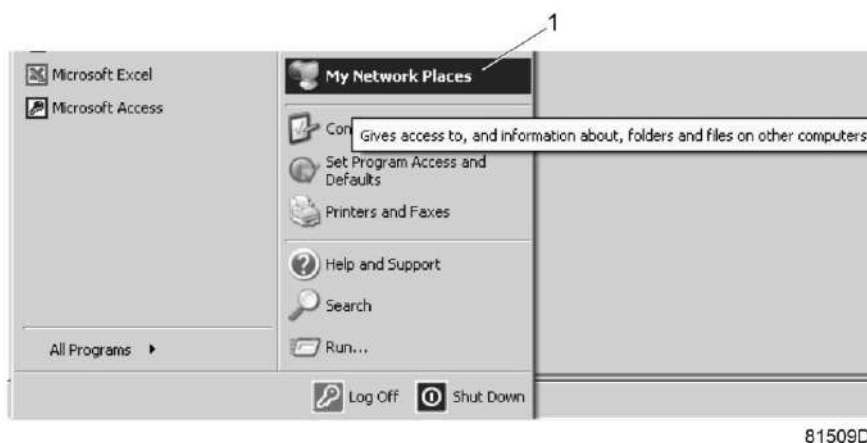 1
Microsoft Excel
Microsoft Access
My Network Places
Con
Gives access to, and information about, folders and files on other computers
Set Program Access and
Defaults
Printers and Faxes
Help and Support
Search
Run...
All Programs
Log Off
Shut Down
81509D